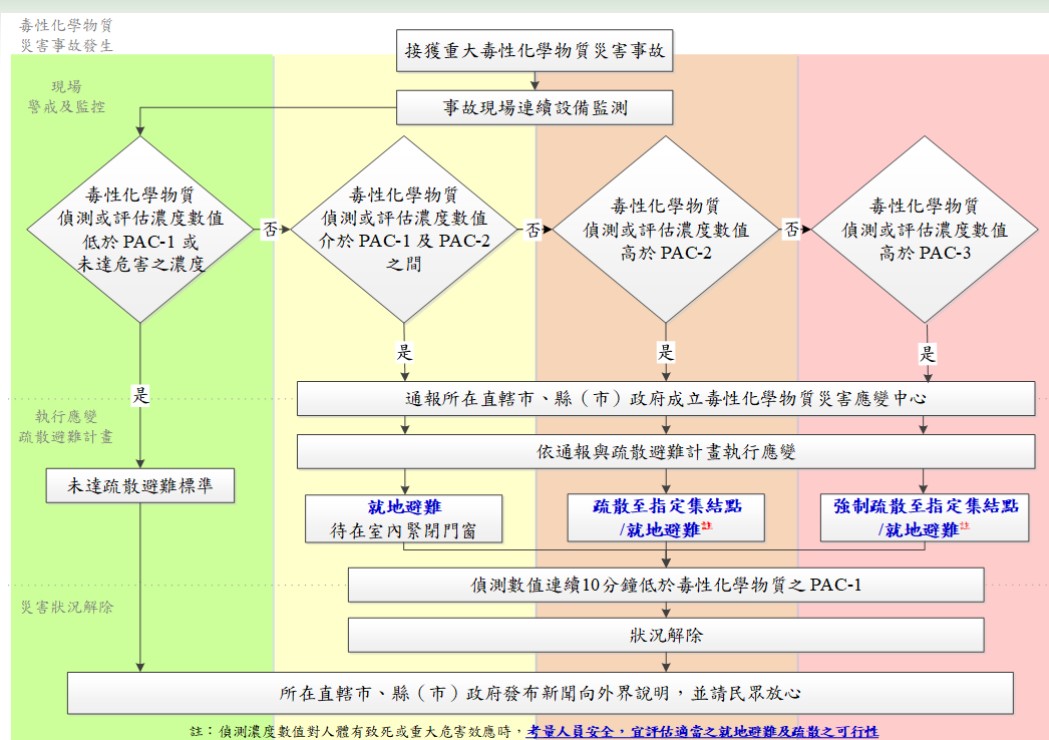 毒性化學物質
災害事故發生
接獲重大毒性化學物質災害事故
現場
警戒及監控
事故現場連續設備監測
毒性化學物質
偵測或評估濃度數值
低於 PAC-1 或
未達危害之濃度
否
毒性化學物質
偵測或評估濃度數值
介於 PAC-1 及 PAC-2
之間
否
毒性化學物質
偵測或評估濃度數值
高於 PAC-2
否
毒性化學物質
偵測或評估濃度數值
高於 PAC-3
是
是
是
是
通報所在直轄市、縣（市）政府成立毒性化學物質災害應變中心
執行應變
疏散避難計畫
依通報與疏散避難計畫執行應變
未達疏散避難標準
就地避難
待在室內緊閉門窗
疏散至指定集結點
/就地避難註
強制疏散至指定集結點
/就地避難註
偵測數值連續10分鐘低於毒性化學物質之 PAC-1
災害狀況解除
狀況解除
所在直轄市、縣（市）政府發布新聞向外界說明，並請民眾放心
註：偵測濃度數值對人體有致死或重大危害效應時，考量人員安全，宜評估適當之就地避難及疏散之可行性